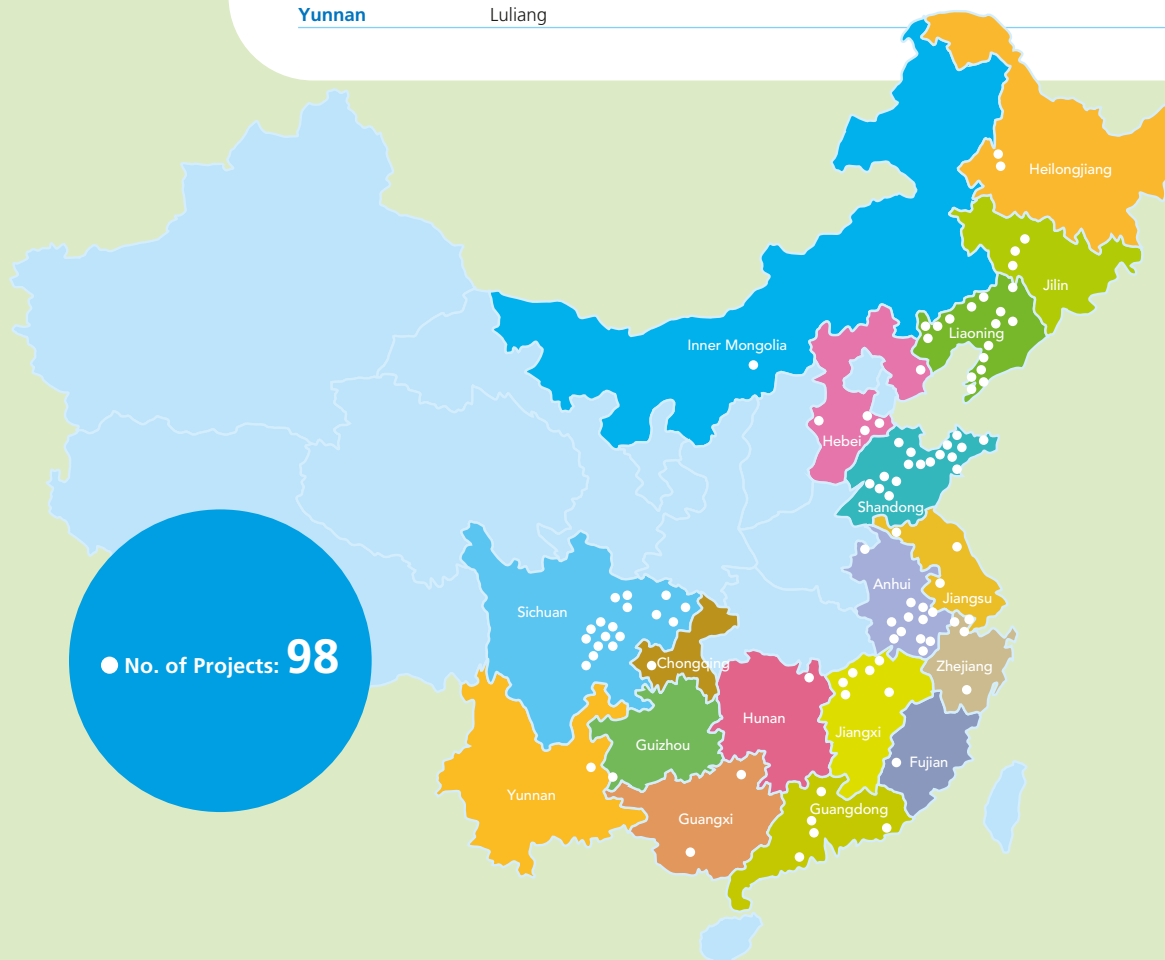 Yunnan Luliang
Heilongjiang
Jilin
Liaoning
Inner Mongolia
Hebei
Shandong
Anhui
Jiangsu
Sichuan
No. of Projects: 98
Chongqing
Zhejiang
Hunan
Jiangxi
Guizhou
Fujian
Yunnan
Guangdong
Guangxi